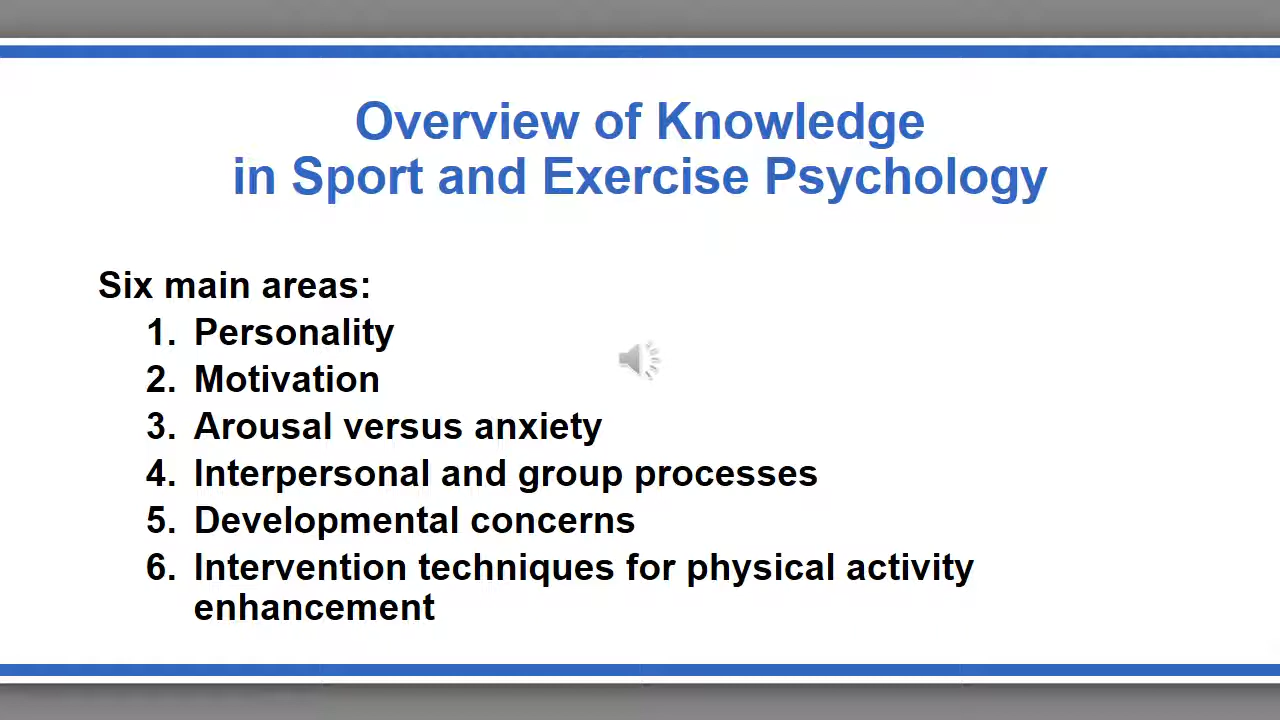 Overview of Knowledge
in Sport and Exercise Psychology
Six main areas:
1. Personality
2. Motivation
3. Arousal versus anxiety
4. Interpersonal and group processes
5. Developmental concerns
6. Intervention techniques for physical activity
enhancement